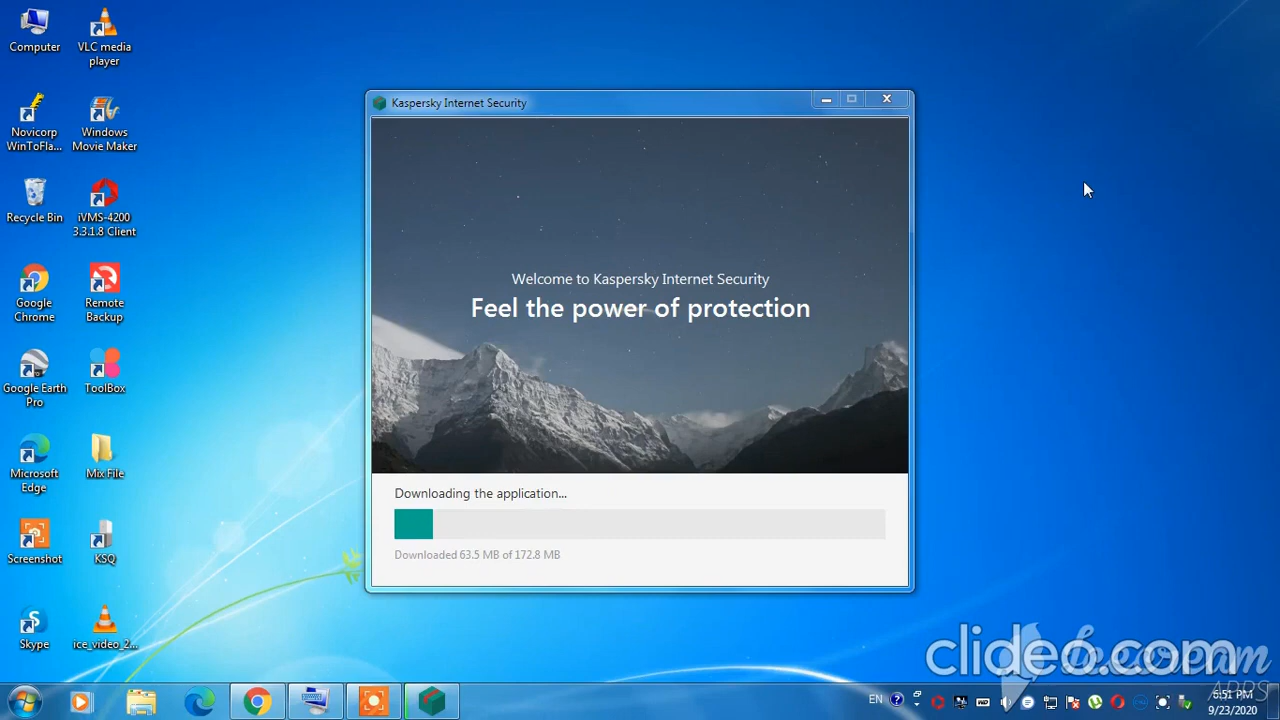 Computer
VLC media
player
Novicorp
WinToFla...
Windows
Movie Maker
Recycle Bin
iVMS-4200
3.3.1.8 Client
Google
Chrome
Remote
Backup
Google Earth
Pro
ToolBox
Microsoft
Edge
Mix File
Screenshot
KSQ
Skype
ice_video_2...
Kaspersky Internet Security
Welcome to Kaspersky Internet Security
Feel the power of protection
Downloading the application...
Downloaded 63.5 MB of 172.8 MB
clideo.com
Icecream
APPS
EN
6:51 PM
9/23/2020